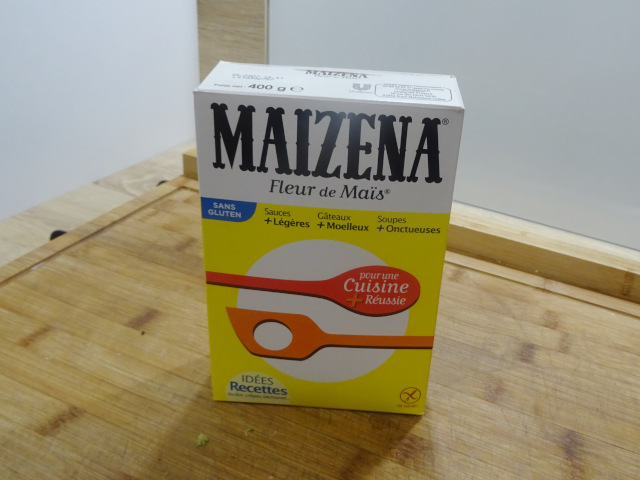 MAIZENA
400 g e
Unilever
MAIZENA®
Fleur de Maïs®
SANS
GLUTEN
Sauces
+Légères
Gâteaux
+Moelleux
Soupes
+Onctueuses
pour une
Cuisine
+Réussie
IDÉES
Recettes